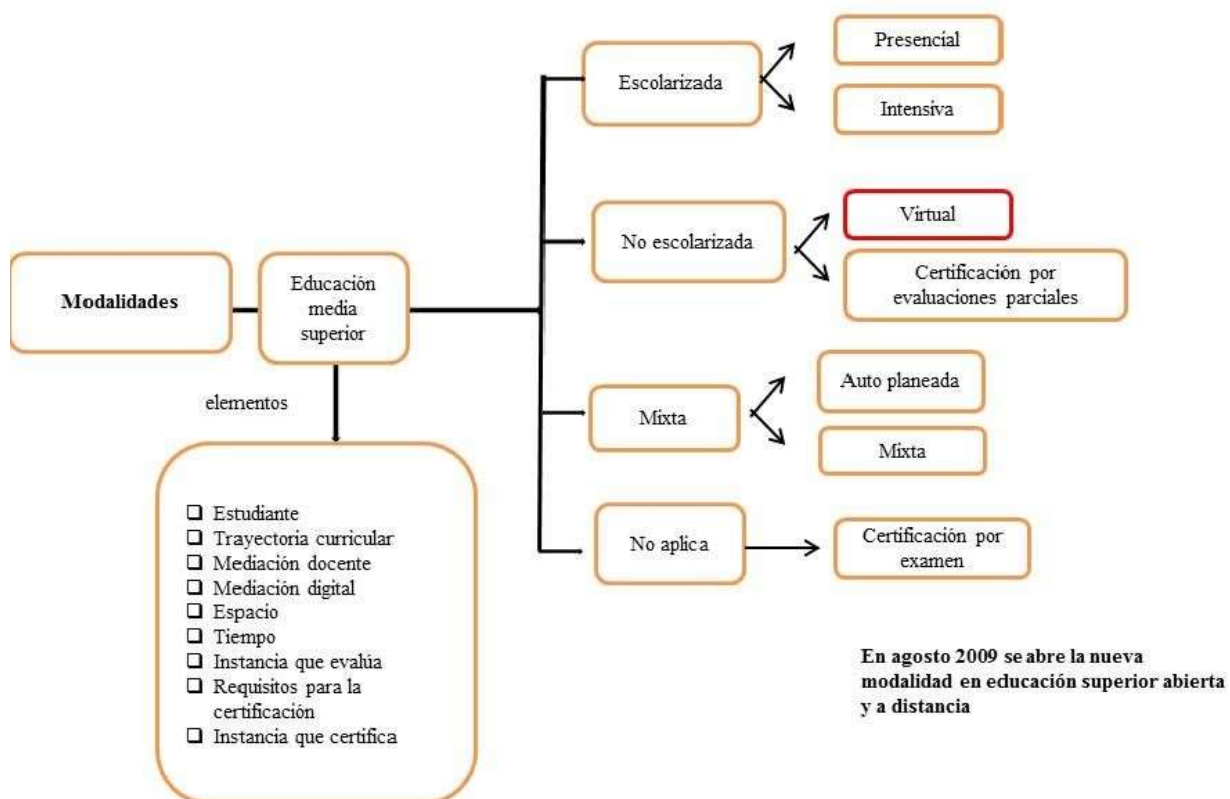 Modalidades
Educación
media
superior
elementos
❑ Estudiante
❑ Trayectoria curricular
❑ Mediación docente
❑ Mediación digital
❑ Espacio
❑ Tiempo
❑ Instancia que evalúa
❑ Requisitos para la
certificación
❑ Instancia que certifica
Escolarizada
Presencial
Intensiva
No escolarizada
Virtual
Certificación por
evaluaciones parciales
Mixta
Auto planeada
Mixta
No aplica
Certificación por
examen
En agosto 2009 se abre la nueva
modalidad en educación superior abierta
y a distancia